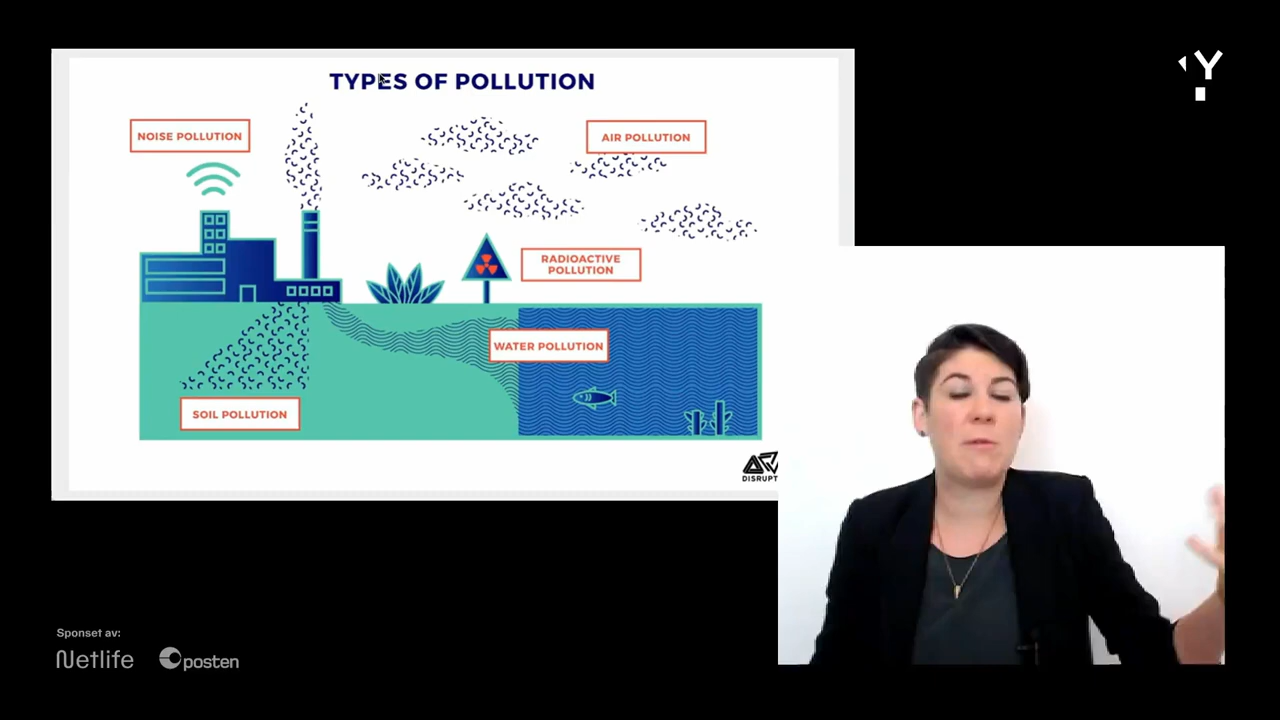 TYPES OF POLLUTION
NOISE POLLUTION
AIR POLLUTION
RADIOACTIVE
POLLUTION
WATER POLLUTION
SOIL POLLUTION
DISRUPT
Y
Sponset av:
Netlife
posten